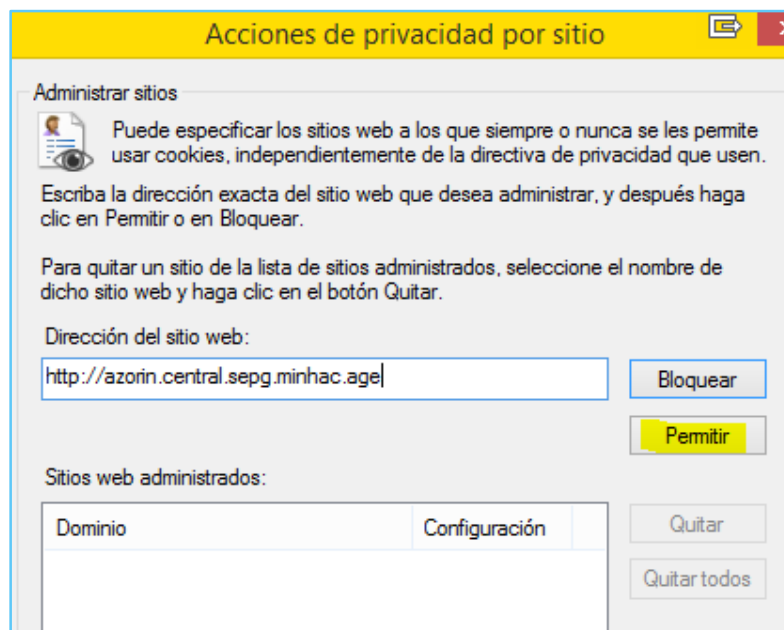 Acciones de privacidad por sitio
Administrar sitios
Puede especificar los sitios web a los que siempre o nunca se les permite
usar cookies, independientemente de la directiva de privacidad que usen.
Escriba la dirección exacta del sitio web que desea administrar, y después haga
clic en Permitir o en Bloquear.
Para quitar un sitio de la lista de sitios administrados, seleccione el nombre de
dicho sitio web y haga clic en el botón Quitar.
Dirección del sitio web:
http://azorin.central.sepg.minhac.age
Bloquear
Permitir
Sitios web administrados:
Dominio
Configuración
Quitar
Quitar todos